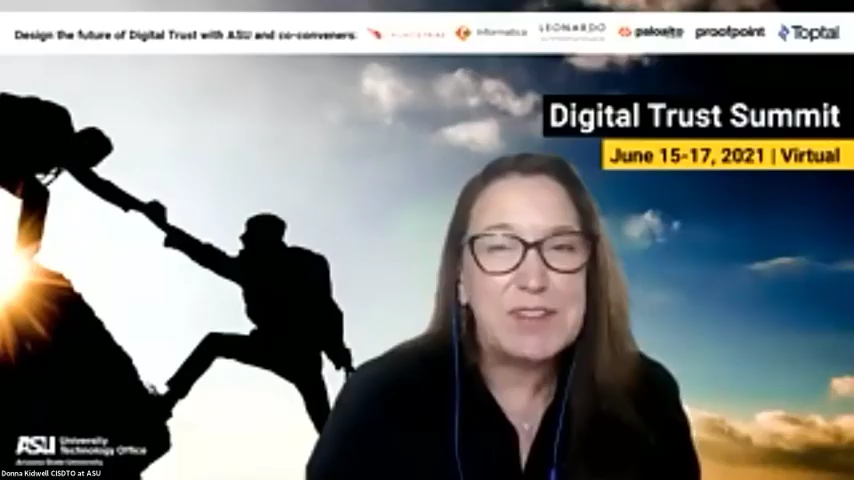 Design the future of Digital Trust with ASU and co-conveners:
Informatica LEONARDO paloalto proofpoint Toptal
Digital Trust Summit
June 15-17, 2021 | Virtual
ASU University
Technology Office
Arizona State University
Donna Kidwell CISDTO at ASU